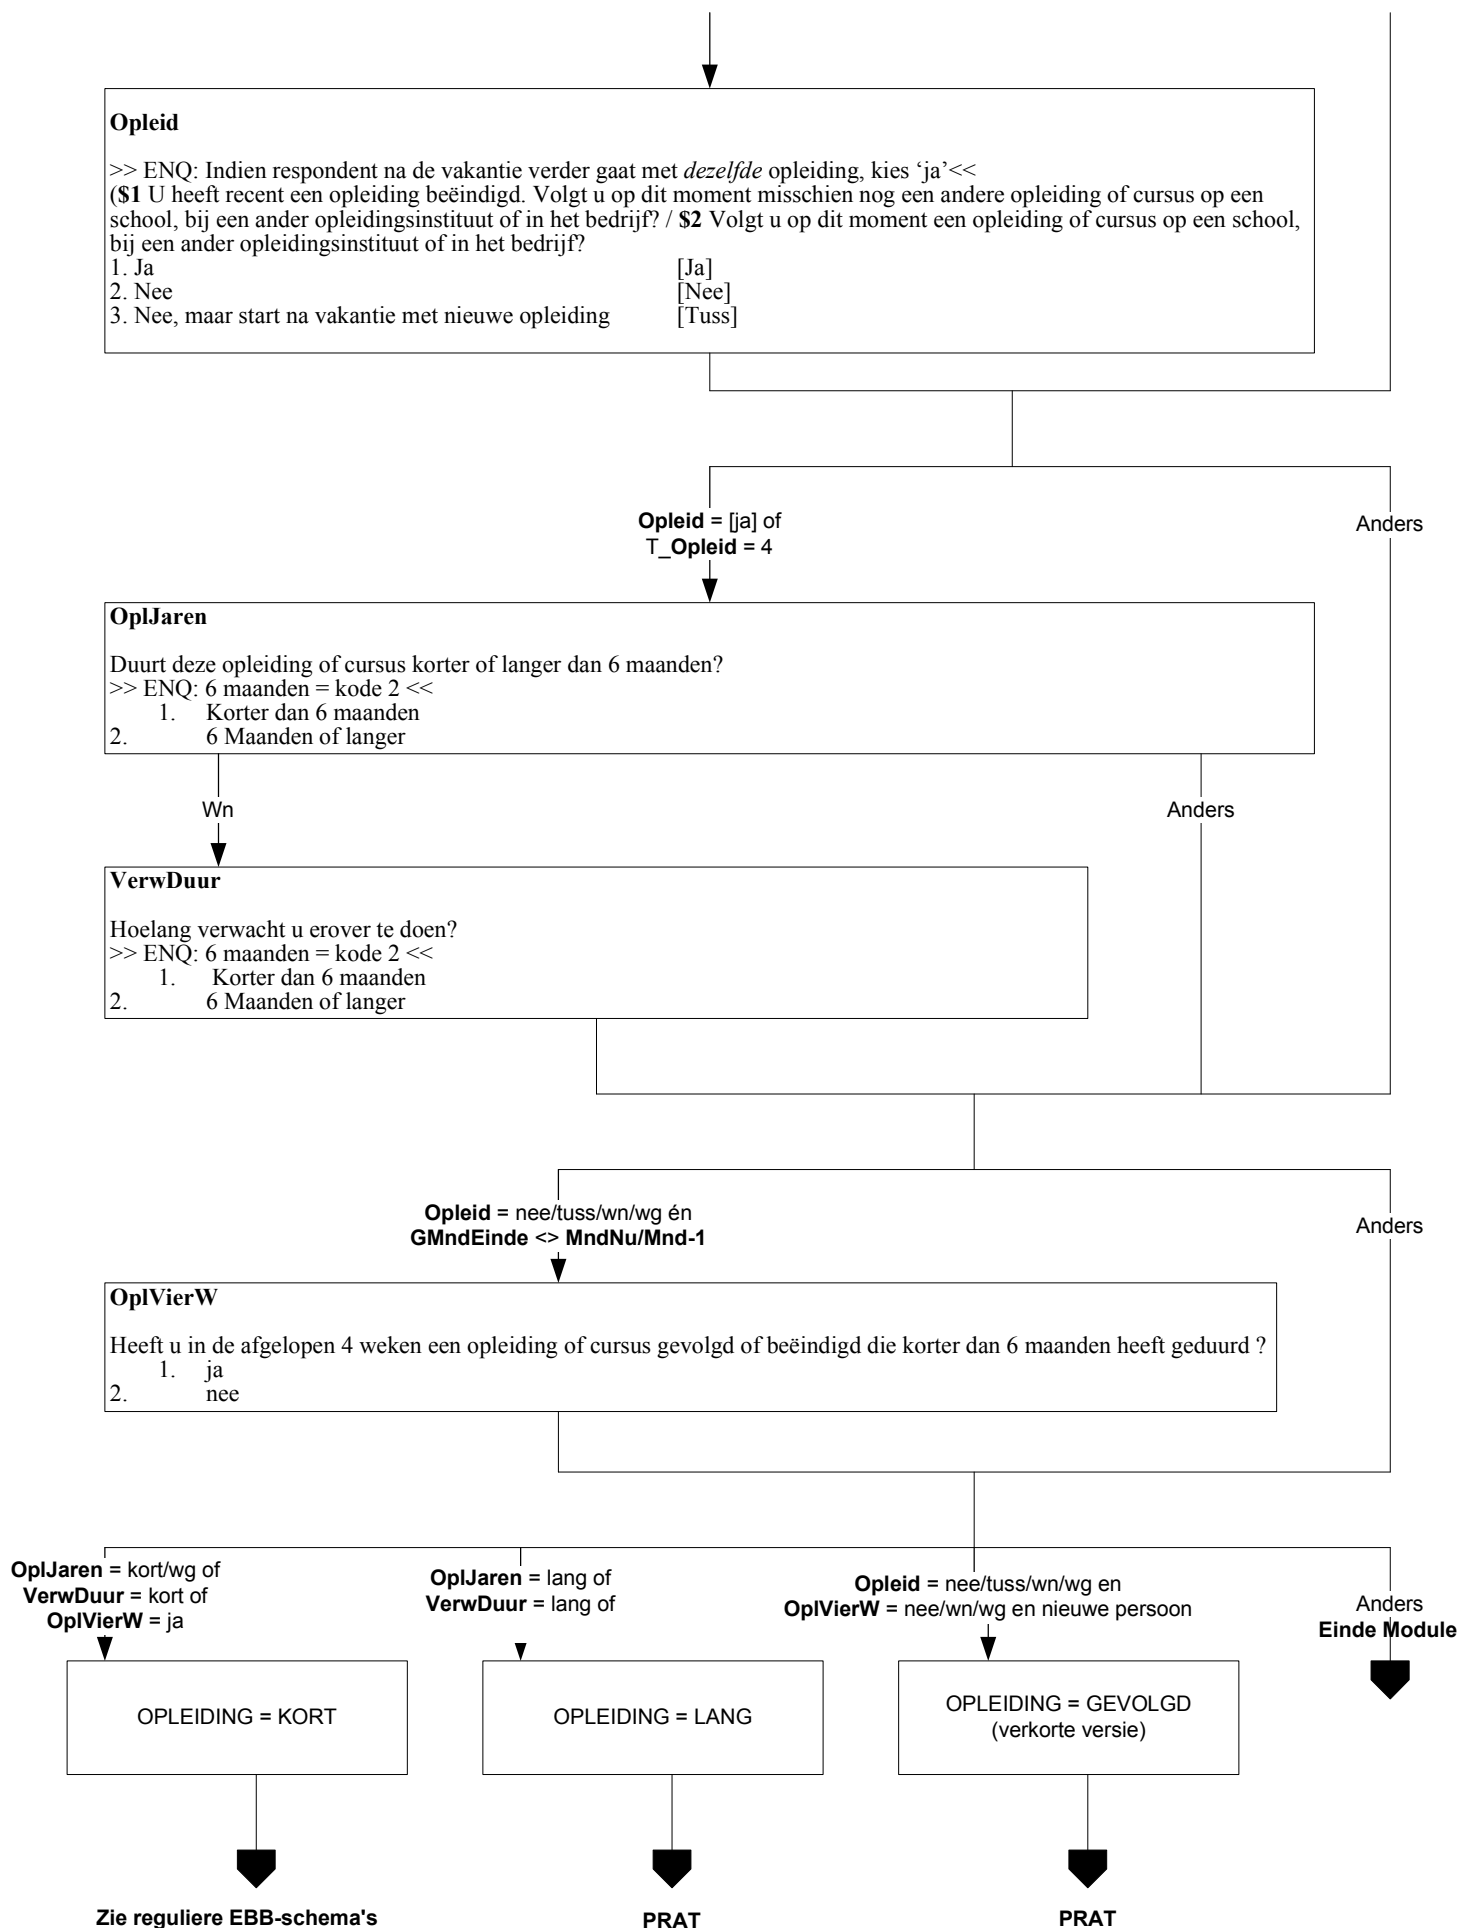 Opleid
>> ENQ: Indien respondent na de vakantie verder gaat met dezelfde opleiding, kies ‘ja’<<
($1 U heeft recent een opleiding beëindigd. Volgt u op dit moment misschien nog een andere opleiding of cursus op een
school, bij een ander opleidingsinstituut of in het bedrijf? / $2 Volgt u op dit moment een opleiding of cursus op een school,
bij een ander opleidingsinstituut of in het bedrijf?
1. Ja [Ja]
2. Nee [Nee]
3. Nee, maar start na vakantie met nieuwe opleiding [Tuss]
Opleid = [ja] of
T_Opleid = 4
Anders
OplJaren
Duurt deze opleiding of cursus korter of langer dan 6 maanden?
>> ENQ: 6 maanden = kode 2 <<
1. Korter dan 6 maanden
2. 6 Maanden of langer
Wn
Anders
VerwDuur
Hoelang verwacht u erover te doen?
>> ENQ: 6 maanden = kode 2 <<
1. Korter dan 6 maanden
2. 6 Maanden of langer
Opleid = nee/tuss/wn/wg én
GMndEinde <> MndNu/Mnd-1
Anders
OplVierW
Heeft u in de afgelopen 4 weken een opleiding of cursus gevolgd of beëindigd die korter dan 6 maanden heeft geduurd ?
1. ja
2. nee
OplJaren = kort/wg of
VerwDuur = kort of
OplVierW = ja
OplJaren = lang of
VerwDuur = lang of
Opleid = nee/tuss/wn/wg en
OplVierW = nee/wn/wg en nieuwe persoon
Anders
Einde Module
OPLEIDING = KORT
OPLEIDING = LANG
OPLEIDING = GEVOLGD
(verkorte versie)
Zie reguliere EBB-schema's
PRAT
PRAT